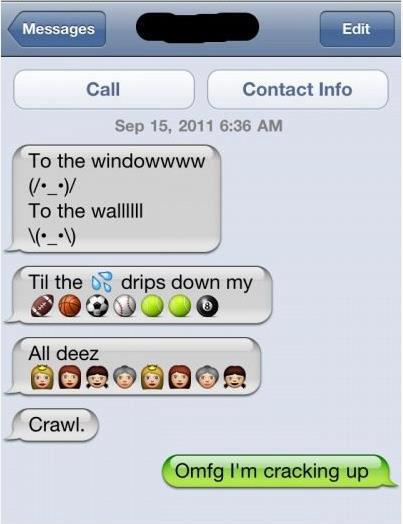 Messages
Edit
Call
Contact Info
Sep 15, 2011 6:36 AM
To the windowwww
(/•_•)/
To the wallllll
\(•_•\)
Til the 💦 drips down my
🏈🏀⚽⚾🎾🎾🎱
All deez
👸👩👧👵👸👩👵👧
Crawl.
Omfg I'm cracking up